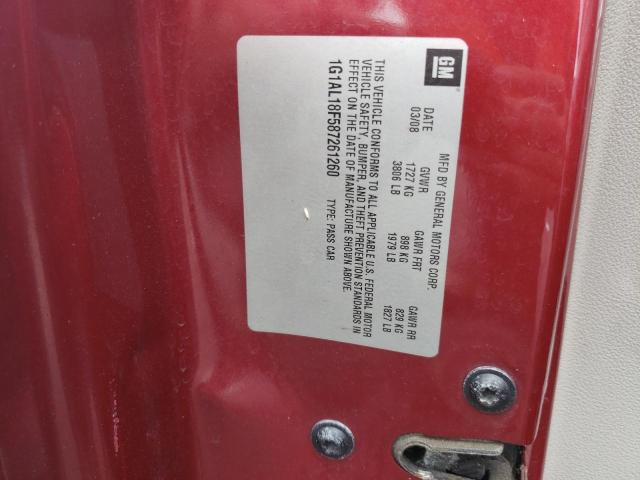 GM
MFD BY GENERAL MOTORS CORP.
DATE GVWR GAWR FRT GAWR RR
03/08 1727 KG 898 KG 829 KG
3806 LB 1979 LB 1827 LB
THIS VEHICLE CONFORMS TO ALL APPLICABLE U.S. FEDERAL MOTOR
VEHICLE SAFETY, BUMPER, AND THEFT PREVENTION STANDARDS IN
EFFECT ON THE DATE OF MANUFACTURE SHOWN ABOVE.
1G1AL18F587261260 TYPE: PASS CAR